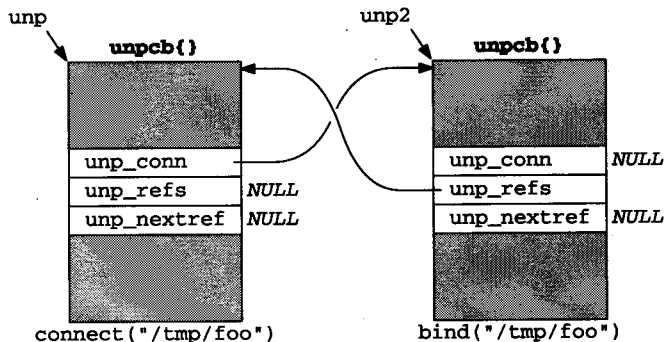 unp
unp2
unpcb{}
unpcb{}
unp_conn
unp_refs NULL
unp_nextref NULL
unp_conn NULL
unp_refs
unp_nextref NULL
connect("/tmp/foo")
bind("/tmp/foo")